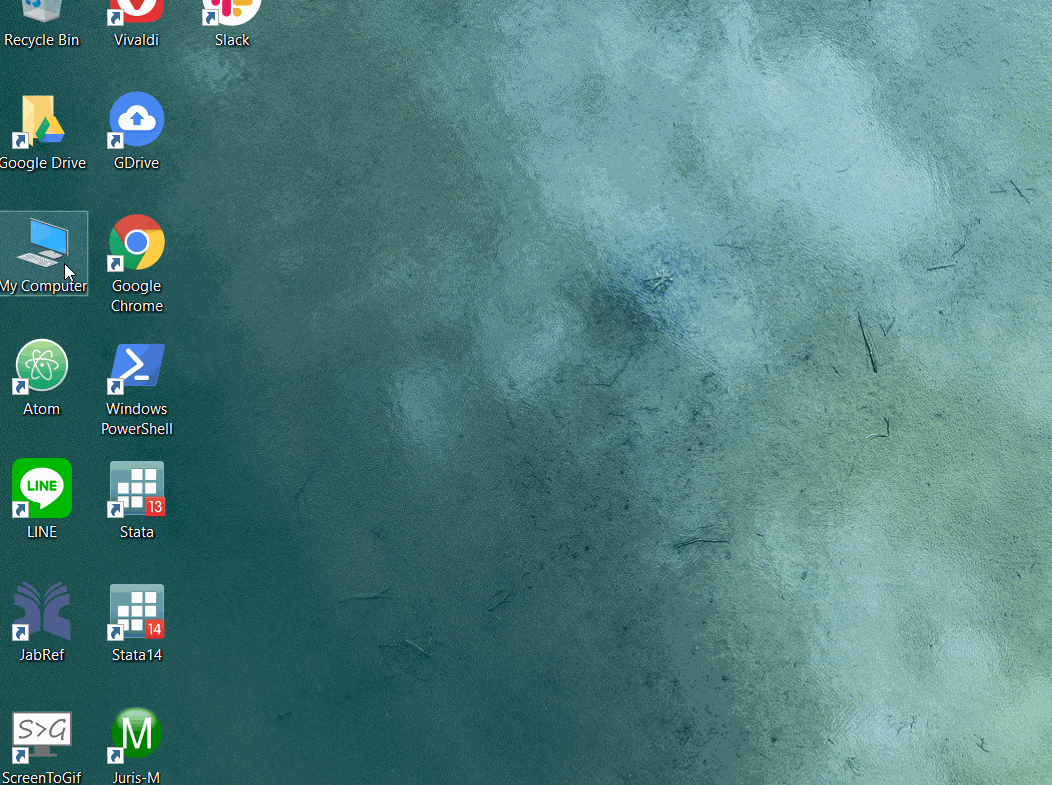 Recycle Bin
Vivaldi
Slack
Google Drive
GDrive
My Computer
Google
Chrome
Atom
Windows
PowerShell
LINE
LINE
13
Stata
JabRef
14
Stata14
S>G
ScreenToGif
M
Juris-M